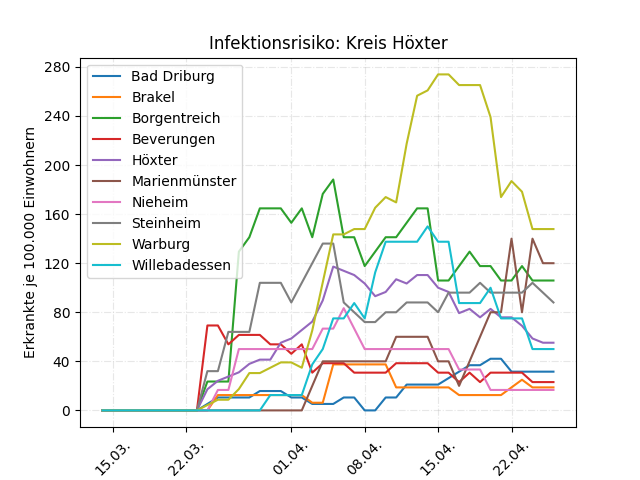 Infektionsrisiko: Kreis Höxter
Erkrankte je 100.000 Einwohnern
280
240
200
160
120
80
40
0
Bad Driburg
Brakel
Borgentreich
Beverungen
Höxter
Marienmünster
Nieheim
Steinheim
Warburg
Willebadessen
15.03.
22.03.
01.04.
08.04.
15.04.
22.04.